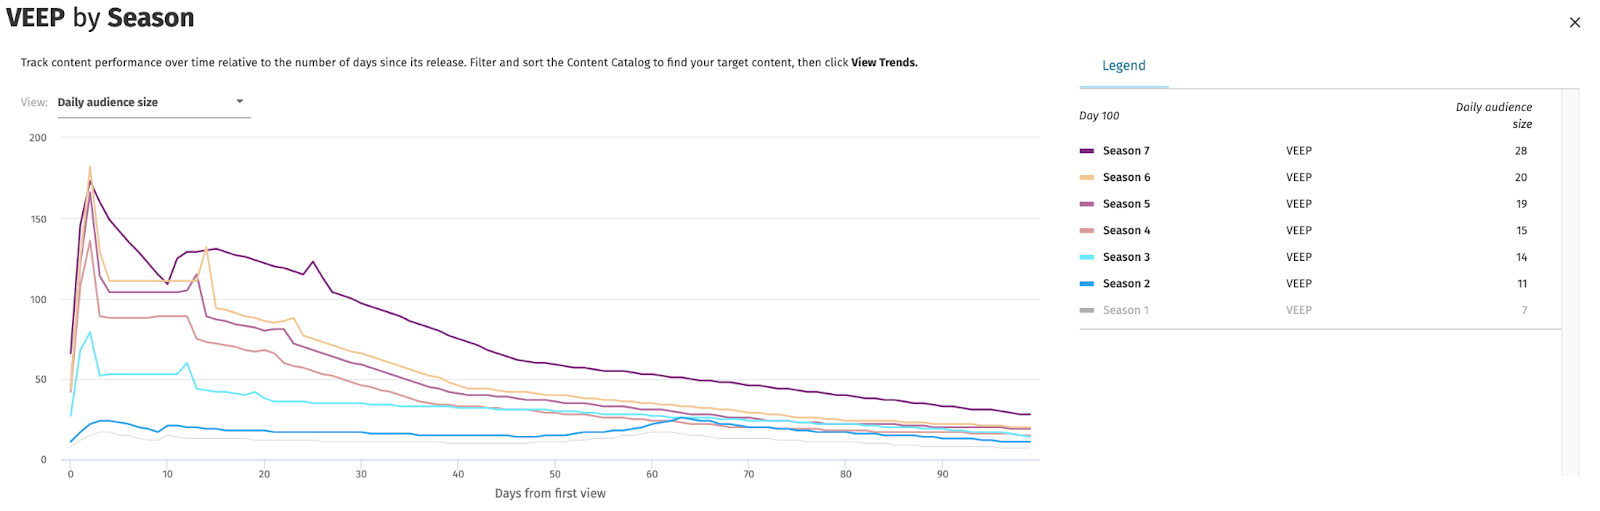 VEEP by Season
Track content performance over time relative to the number of days since its release. Filter and sort the Content Catalog to find your target content, then click View Trends.
View: Daily audience size
200
150
100
50
0
0 10 20 30 40 50 60 70 80 90
Days from first view
Legend
Day 100
Daily audience
size
Season 7 VEEP 28
Season 6 VEEP 20
Season 5 VEEP 19
Season 4 VEEP 15
Season 3 VEEP 14
Season 2 VEEP 11
Season 1 VEEP 7